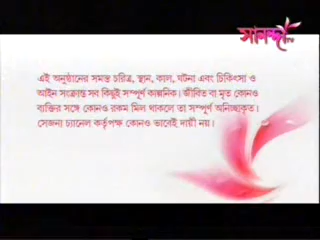 সানন্দা TV
এই অনুষ্ঠানের সমস্ত চরিত্র, স্থান, কাল, ঘটনা এবং চিকিৎসা ও
আইন সংক্রান্ত সব কিছুই সম্পূর্ণ কাল্পনিক। জীবিত বা মৃত কোনও
ব্যক্তির সঙ্গে কোনও রকম মিল থাকলে তা সম্পূর্ণ অনিচ্ছাকৃত।
সেজন্য চ্যানেল কর্তৃপক্ষ কোনও ভাবেই দায়ী নয়।